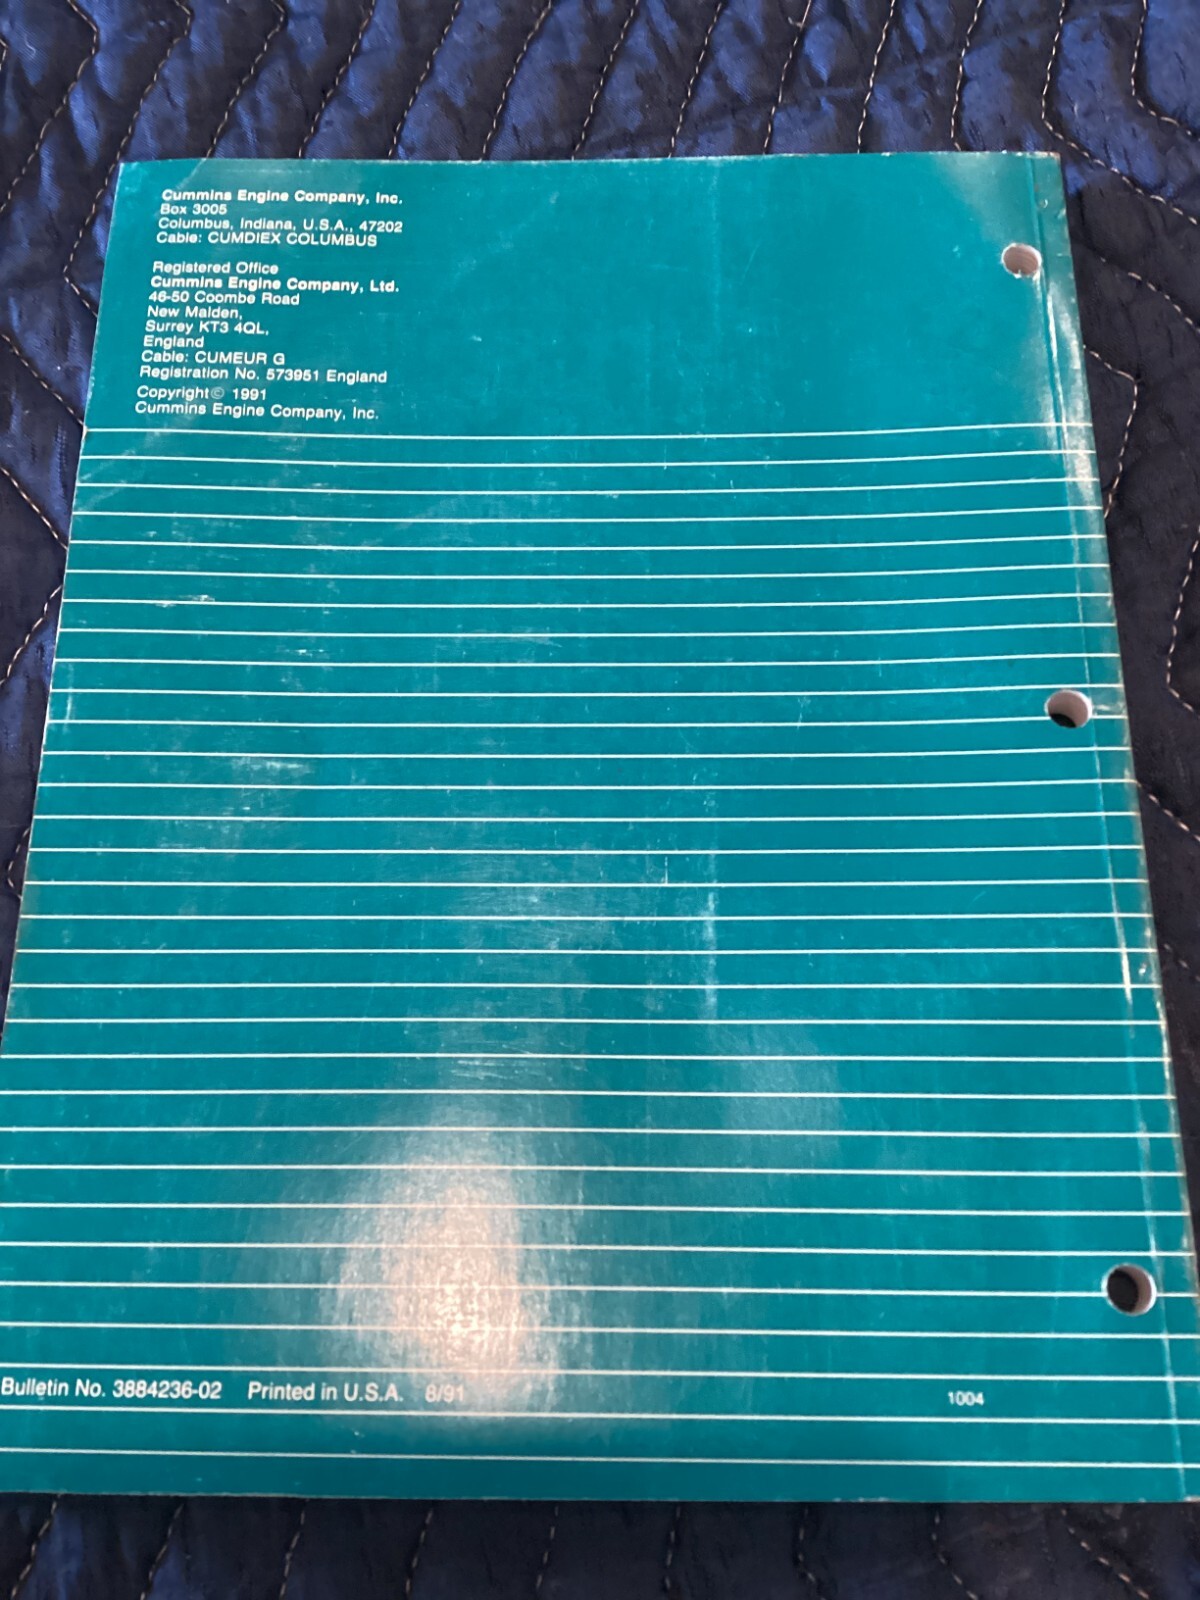 Cummins Engine Company, Inc.
Box 3005
Columbus, Indiana, U.S.A., 47202
Cable: CUMDIEX COLUMBUS
Registered Office
Cummins Engine Company, Ltd.
46-50 Coombe Road
New Malden,
Surrey KT3 4QL,
England
Cable: CUMEUR G
Registration No. 573951 England
Copyright© 1991
Cummins Engine Company, Inc.
Bulletin No. 3884236-02 Printed in U.S.A. 8/91 1004